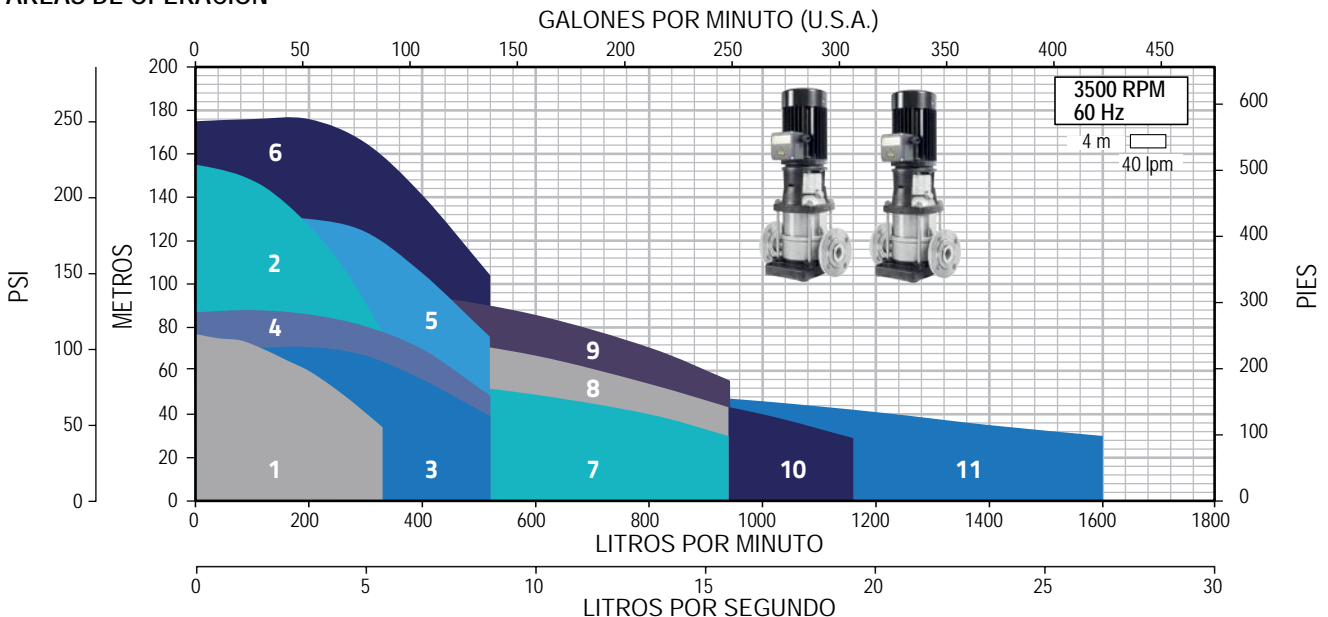 ÁREAS DE OPERACIÓN
GALONES POR MINUTO (U.S.A.)
0 50 100 150 200 250 300 350 400 450
PSI
250
200
150
100
50
0
METROS
200
180
160
140
120
100
80
60
40
20
0
3500 RPM
60 Hz
4 m
40 lpm
6
2
4
5
9
8
1
3
7
10
11
600
500
400
300
200
100
0
PIES
0 200 400 600 800 1000 1200 1400 1600 1800
LITROS POR MINUTO
0 5 10 15 20 25 30
LITROS POR SEGUNDO